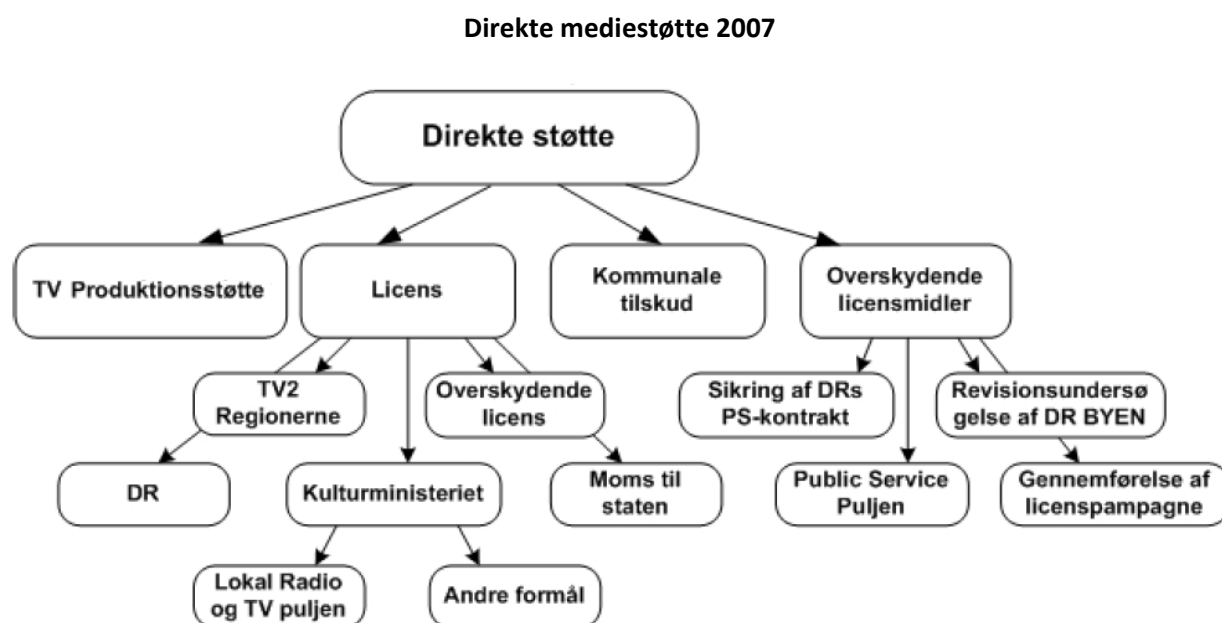 Direkte mediestøtte 2007
Direkte støtte
TV Produktionsstøtte
Licens
Kommunale
tilskud
Overskydende
licensmidler
TV2
Regionerne
Overskydende
licens
Sikring af DRs
PS-kontrakt
Revisionsundersø
gelse af DR BYEN
DR
Kulturministeriet
Moms til
staten
Public Service
Puljen
Gennemførelse af
licenspampagne
Lokal Radio
og TV puljen
Andre formål